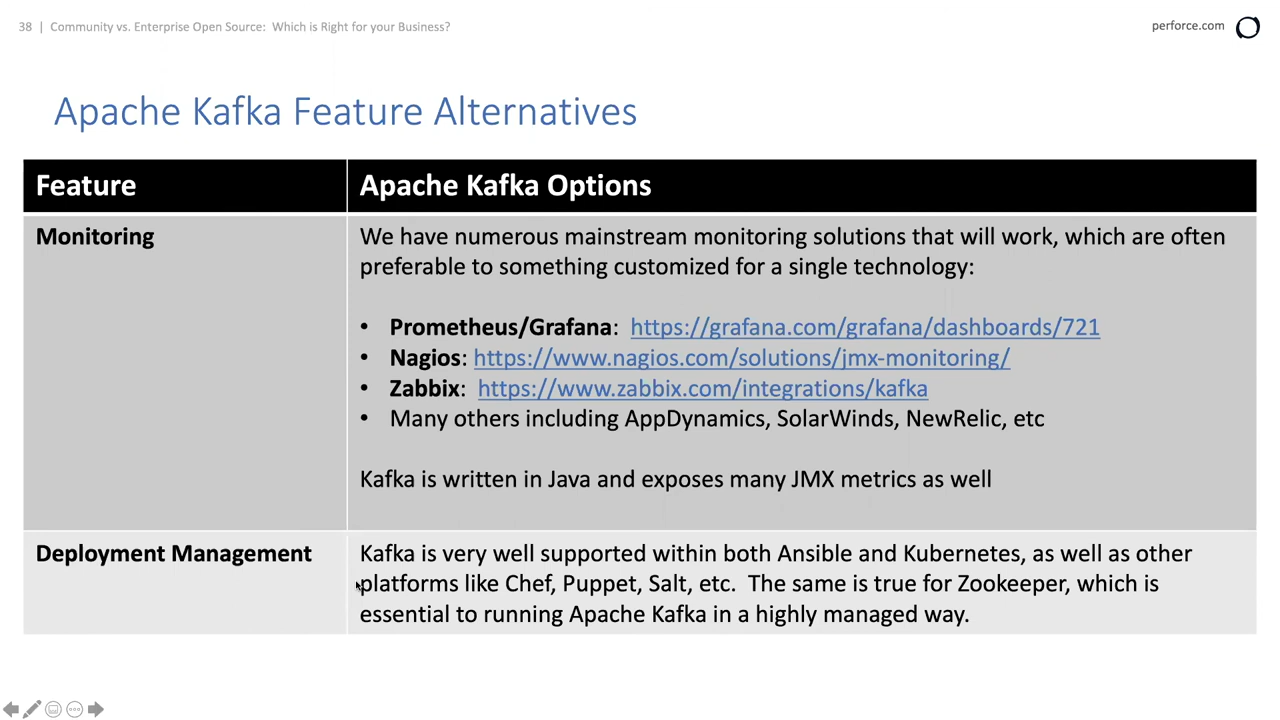 38 | Community vs. Enterprise Open Source: Which is Right for your Business?
perforce.com
Apache Kafka Feature Alternatives
Feature
Apache Kafka Options
Monitoring
We have numerous mainstream monitoring solutions that will work, which are often
preferable to something customized for a single technology:
• Prometheus/Grafana: https://grafana.com/grafana/dashboards/721
• Nagios: https://www.nagios.com/solutions/jmx-monitoring/
• Zabbix: https://www.zabbix.com/integrations/kafka
• Many others including AppDynamics, SolarWinds, NewRelic, etc
Kafka is written in Java and exposes many JMX metrics as well
Deployment Management
Kafka is very well supported within both Ansible and Kubernetes, as well as other
platforms like Chef, Puppet, Salt, etc. The same is true for Zookeeper, which is
essential to running Apache Kafka in a highly managed way.